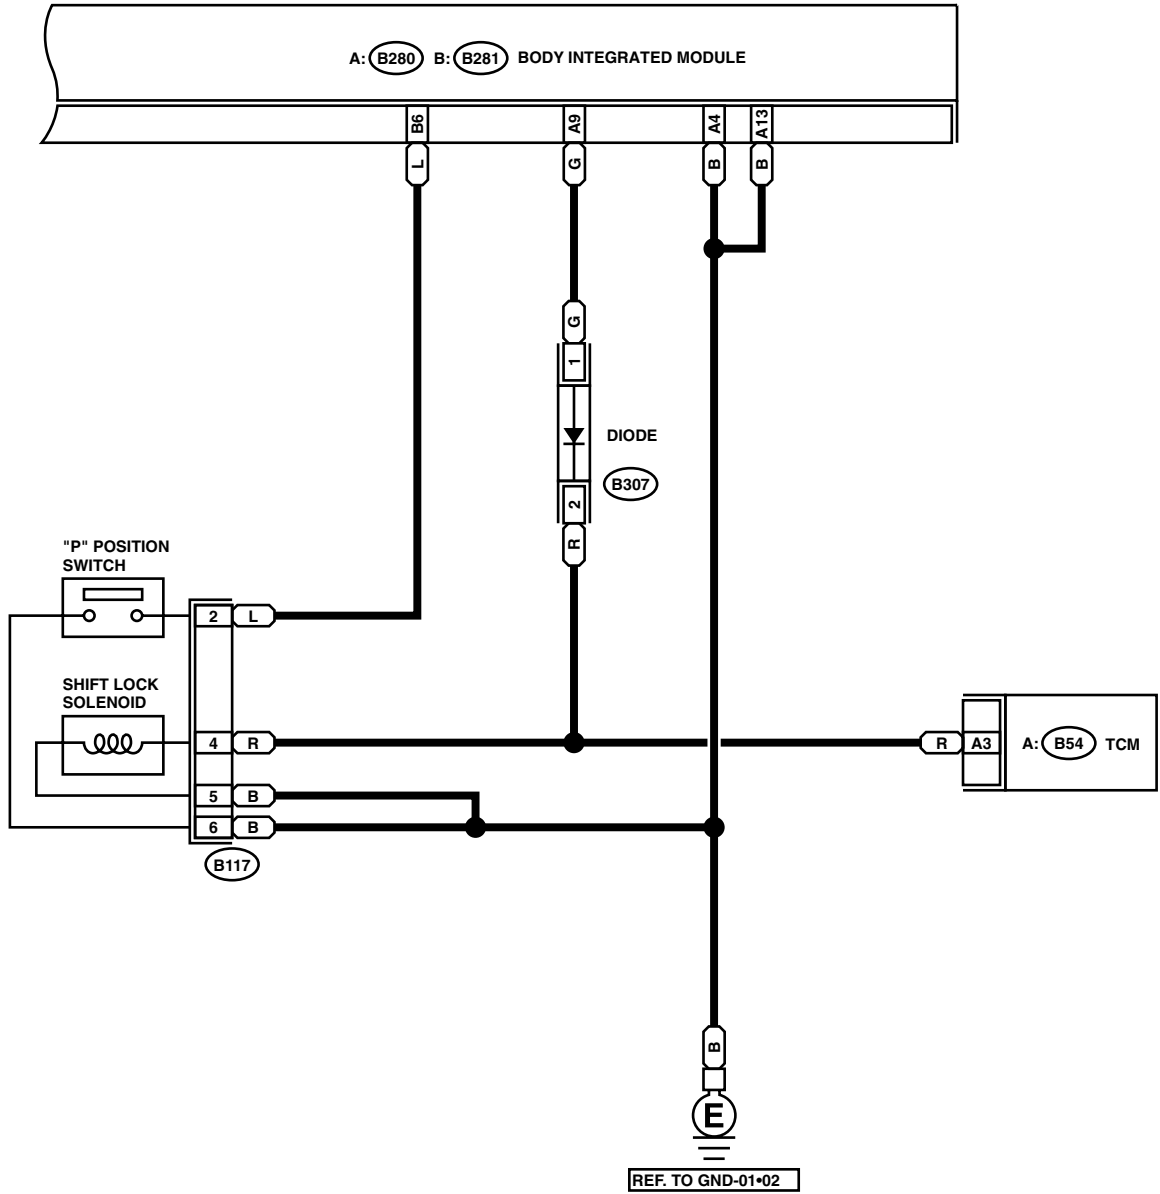 A: B280 B: B281 BODY INTEGRATED MODULE
B6 A9 A4 A13
L G B B
G
1
DIODE
B307
2
R
"P" POSITION
SWITCH
2 L
SHIFT LOCK
SOLENOID
4 R
R A3 A: B54 TCM
5 B
6 B
B117
B
E
REF. TO GND-01•02